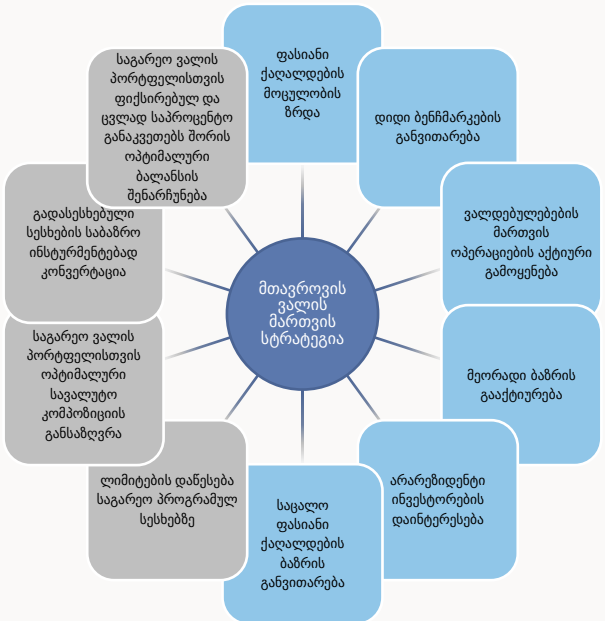 ფასიანი
ქაღალდების
მოცულობის
ზრდა
დიდი ბენჩმარკების
განვითარება
ვალდებულებების
მართვის
ოპერაციების აქტიური
გამოყენება
მეორადი ბაზრის
გააქტიურება
არარეზიდენტი
ინვესტორების
დაინტერესება
საცალო
ფასიანი
ქაღალდების
ბაზრის
განვითარება
ლიმიტების დაწესება
საგარეო პროგრამულ
სესხებზე
საგარეო ვალის
პორტფელისთვის
ოპტიმალური
სავალუტო
კომპოზიციის
განსაზღვრა
გადასესხებული
სესხების საბაზრო
ინსტურმენტებად
კონვერტაცია
საგარეო ვალის
პორტფელისთვის
ფიქსირებულ და
ცვლად საპროცენტო
განაკვეთებს შორის
ოპტიმალური
ბალანსის
შენარჩუნება
მთავროვის
ვალის
მართვის
სტრატეგია